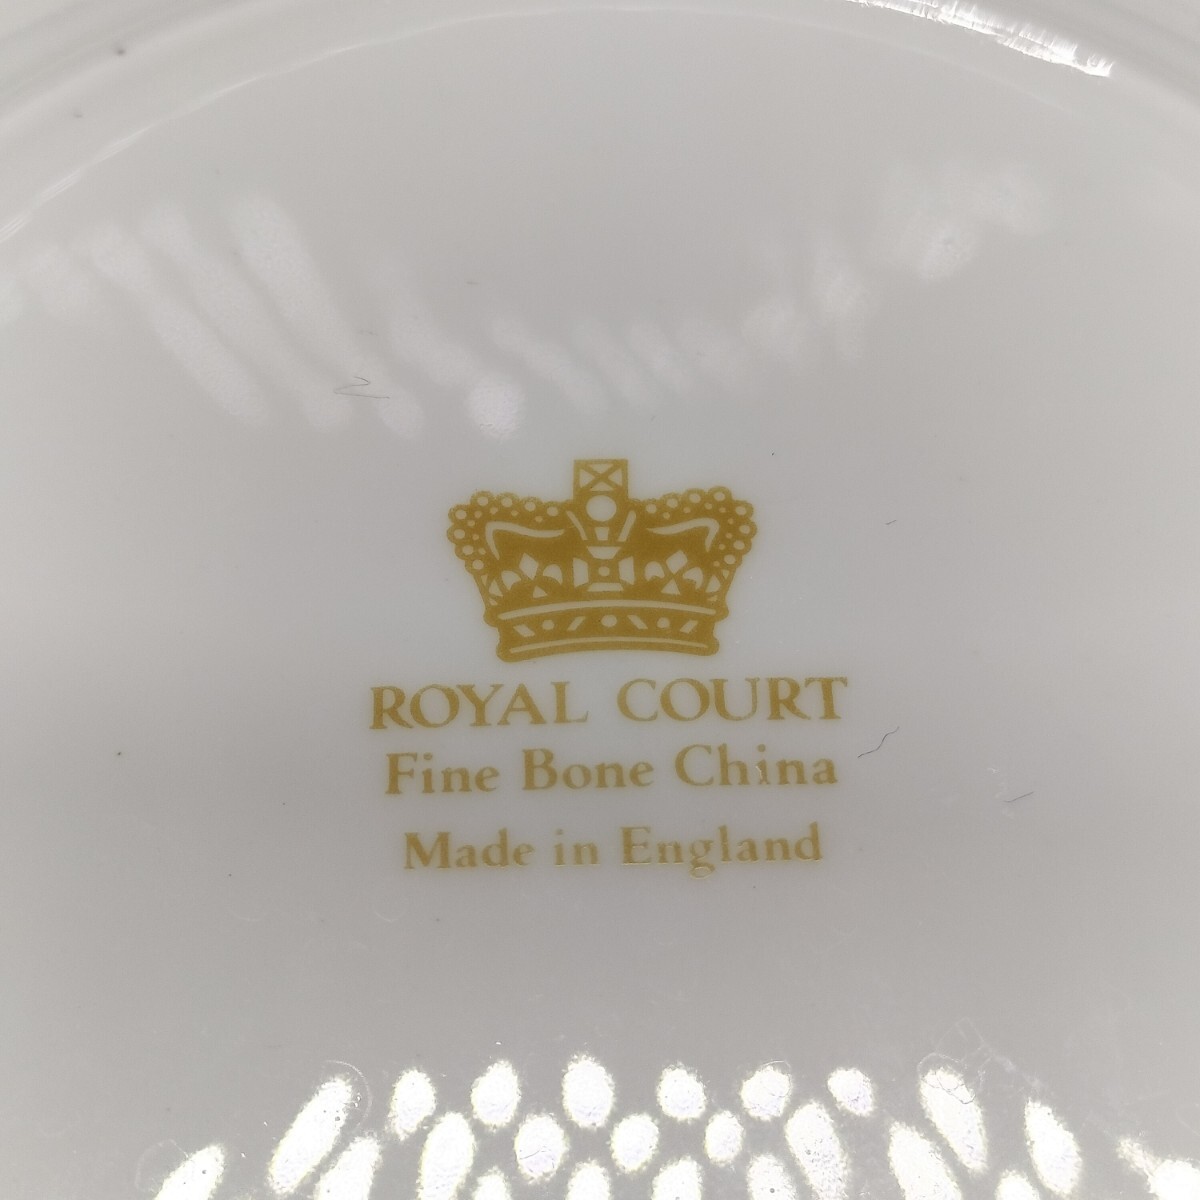 ROYAL COURT
Fine Bone China
Made in England